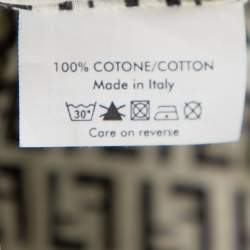 100% COTONE/COTTON
Made in Italy
30°
Care on reverse